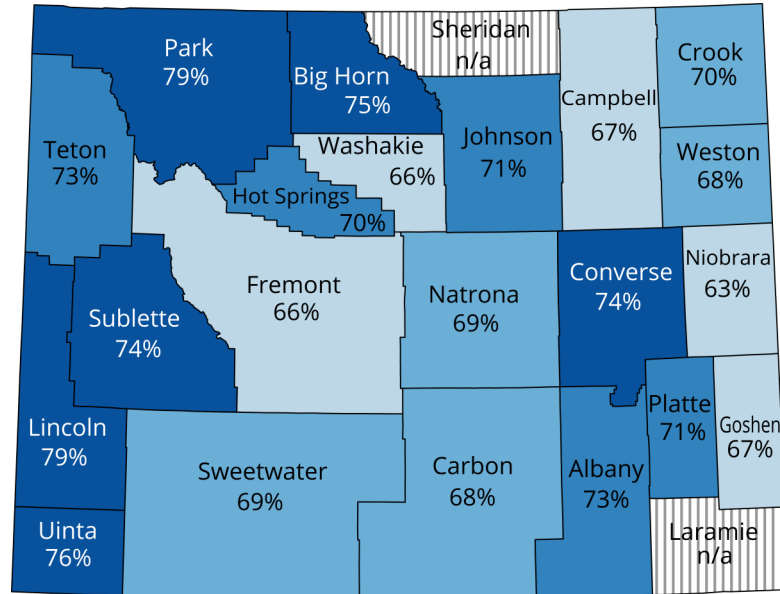 Sheridan
n/a
Park
79%
Big Horn
75%
Campbell
67%
Crook
70%
Teton
73%
Washakie
66%
Johnson
71%
Weston
68%
Hot Springs
70%
Fremont
66%
Natrona
69%
Converse
74%
Niobrara
63%
Sublette
74%
Lincoln
79%
Platte
71%
Goshen
67%
Sweetwater
69%
Carbon
68%
Albany
73%
Uinta
76%
Laramie
n/a